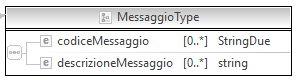 MessaggioType
e codiceMessaggio [0..*] StringDue
e descrizioneMessaggio [0..*] string